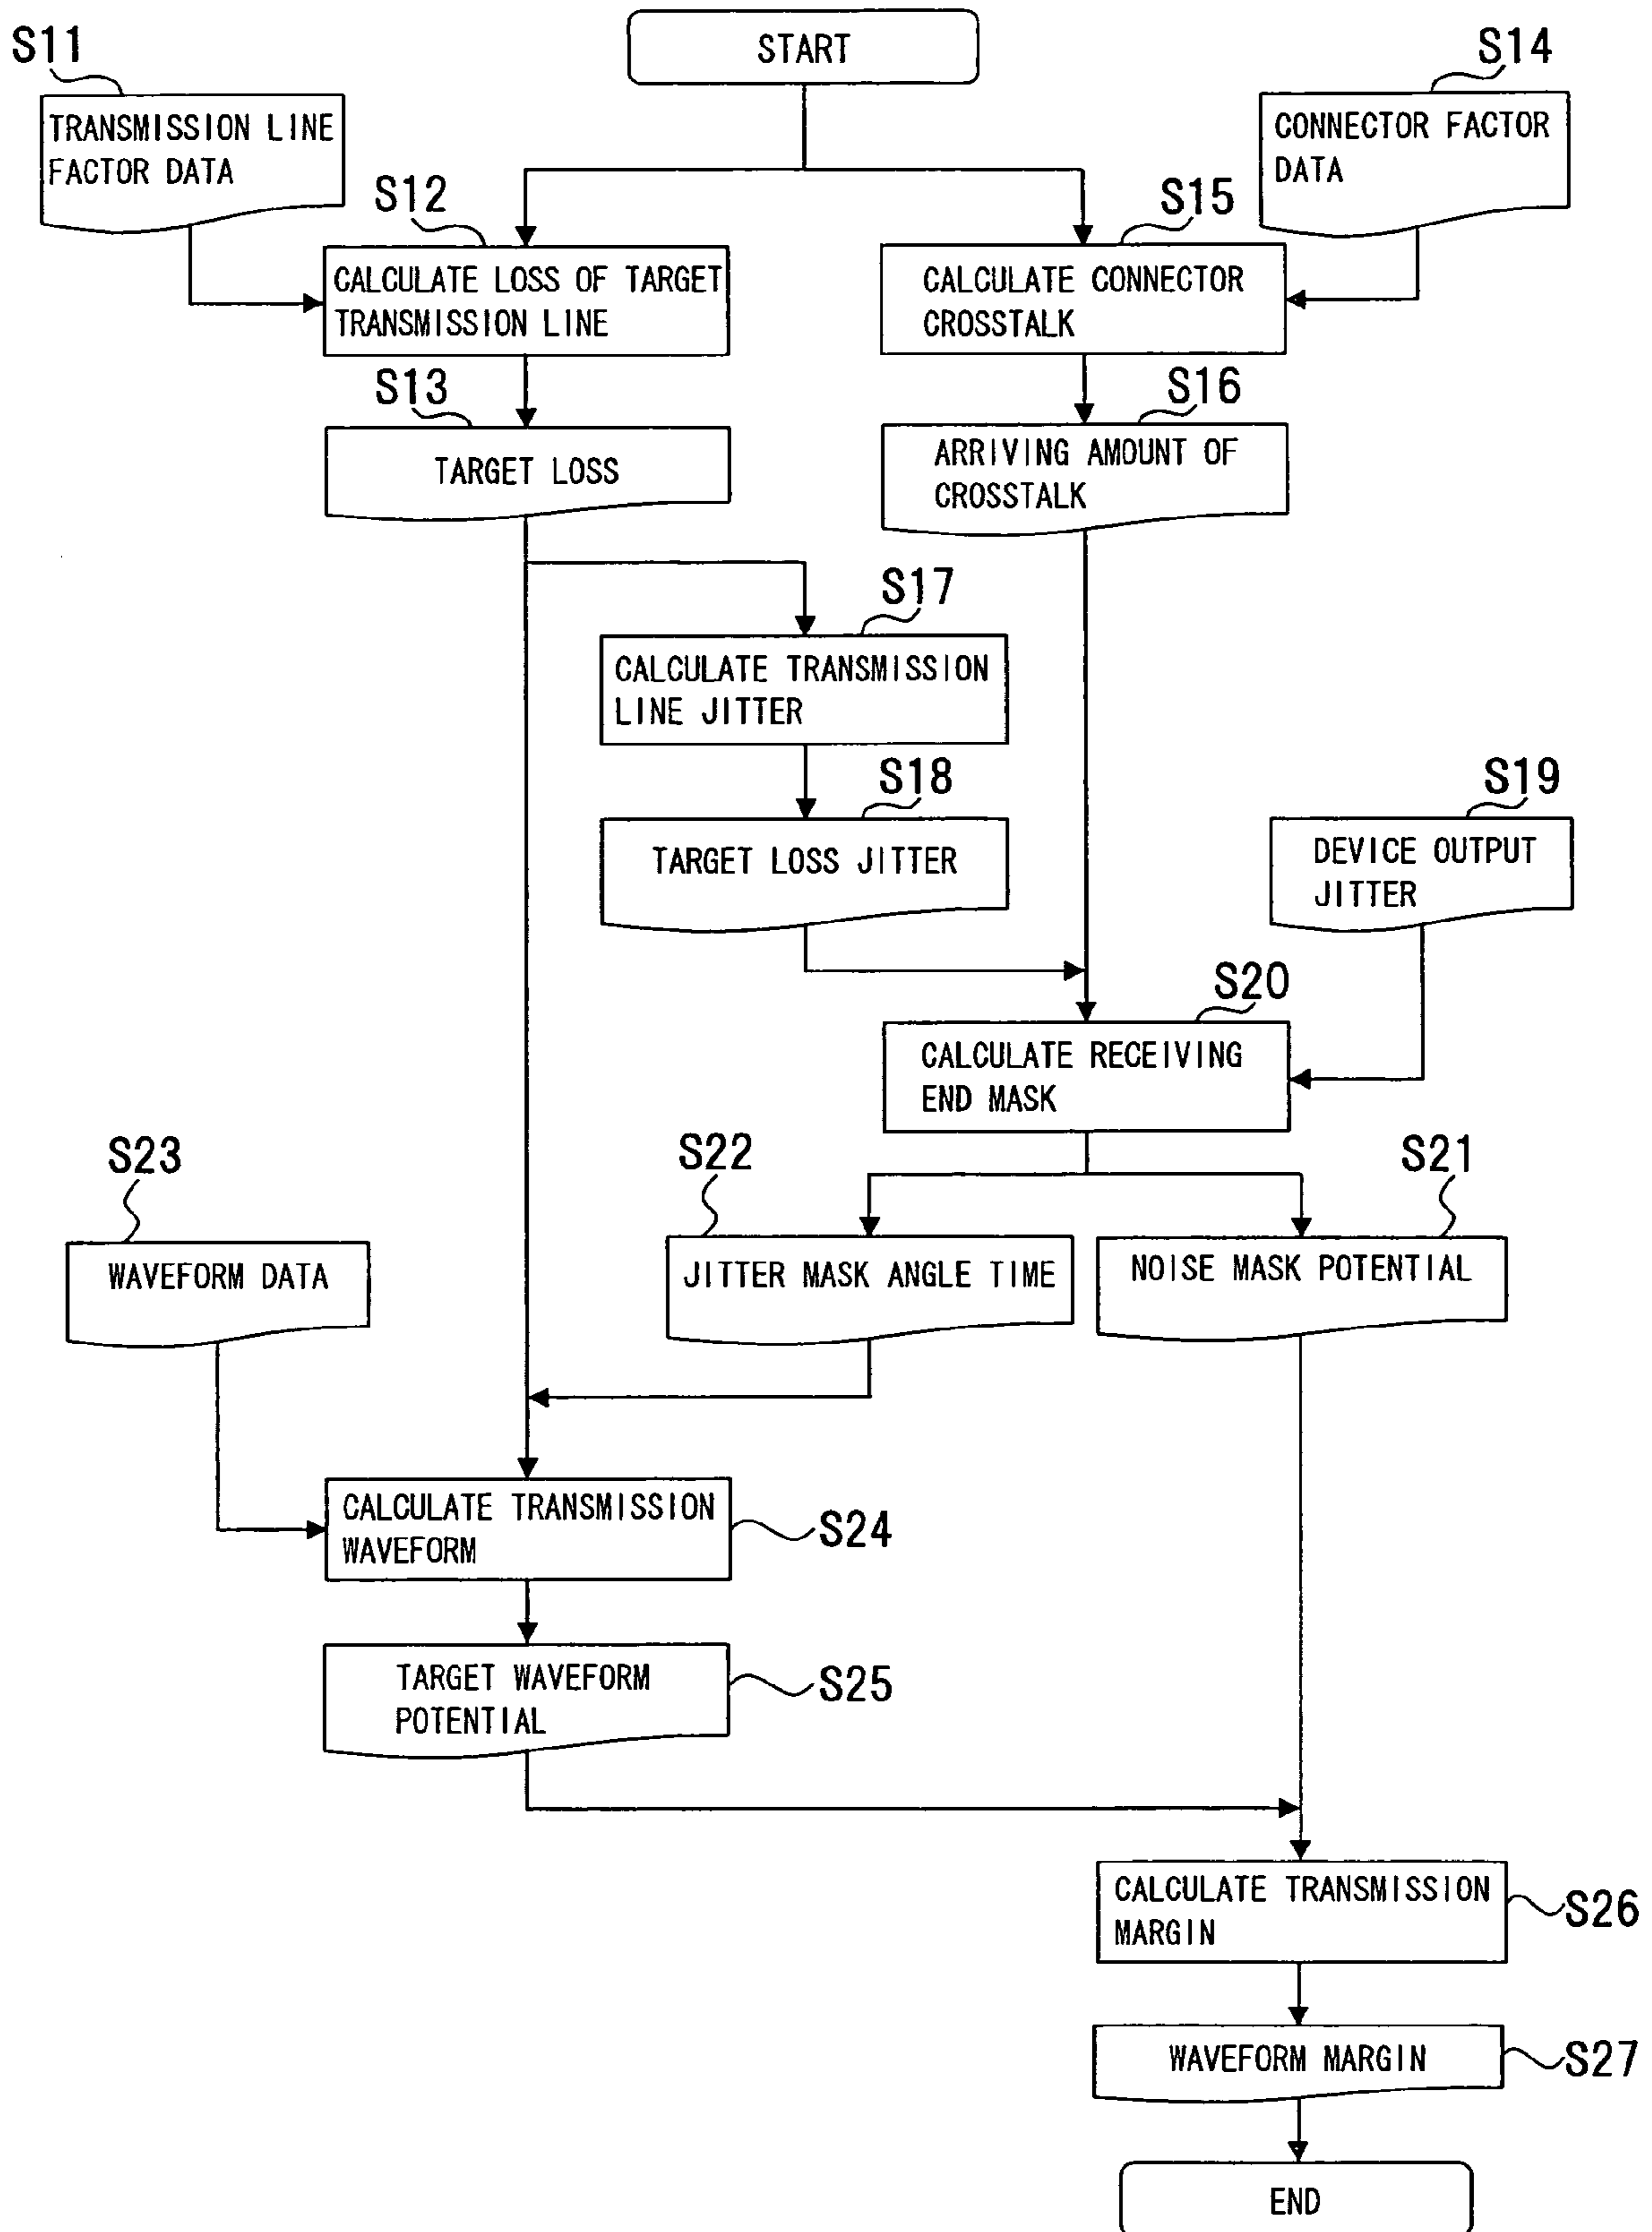 START
S11
S14
TRANSMISSION LINE
FACTOR DATA
CONNECTOR FACTOR
DATA
S12
S15
CALCULATE LOSS OF TARGET
TRANSMISSION LINE
CALCULATE CONNECTOR
CROSSTALK
S13
S16
TARGET LOSS
ARRIVING AMOUNT OF
CROSSTALK
S17
CALCULATE TRANSMISSION
LINE JITTER
S18
S19
TARGET LOSS JITTER
DEVICE OUTPUT
JITTER
S20
CALCULATE RECEIVING
END MASK
S23
S22
S21
WAVEFORM DATA
JITTER MASK ANGLE TIME
NOISE MASK POTENTIAL
CALCULATE TRANSMISSION
WAVEFORM
S24
TARGET WAVEFORM
POTENTIAL
S25
CALCULATE TRANSMISSION
MARGIN
S26
WAVEFORM MARGIN
S27
END